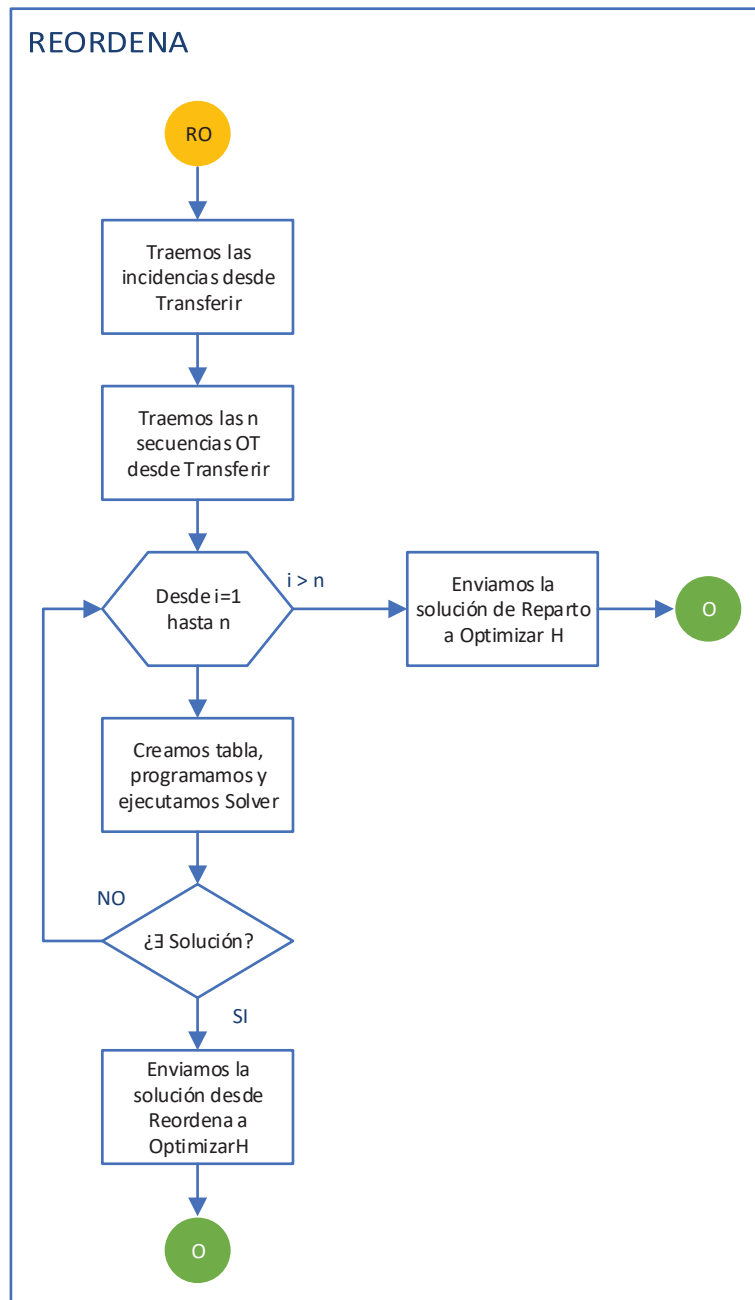 REORDENA
RO
Traemos las
incidencias desde
Transferir
Traemos las n
secuencias OT
desde Transferir
Desde i=1
hasta n
i > n
Enviamos la
solución de Reparto
a Optimizar H
O
Creamos tabla,
programamos y
ejecutamos Solver
NO
¿∃ Solución?
SI
Enviamos la
solución desde
Reordena a
OptimizarH
O